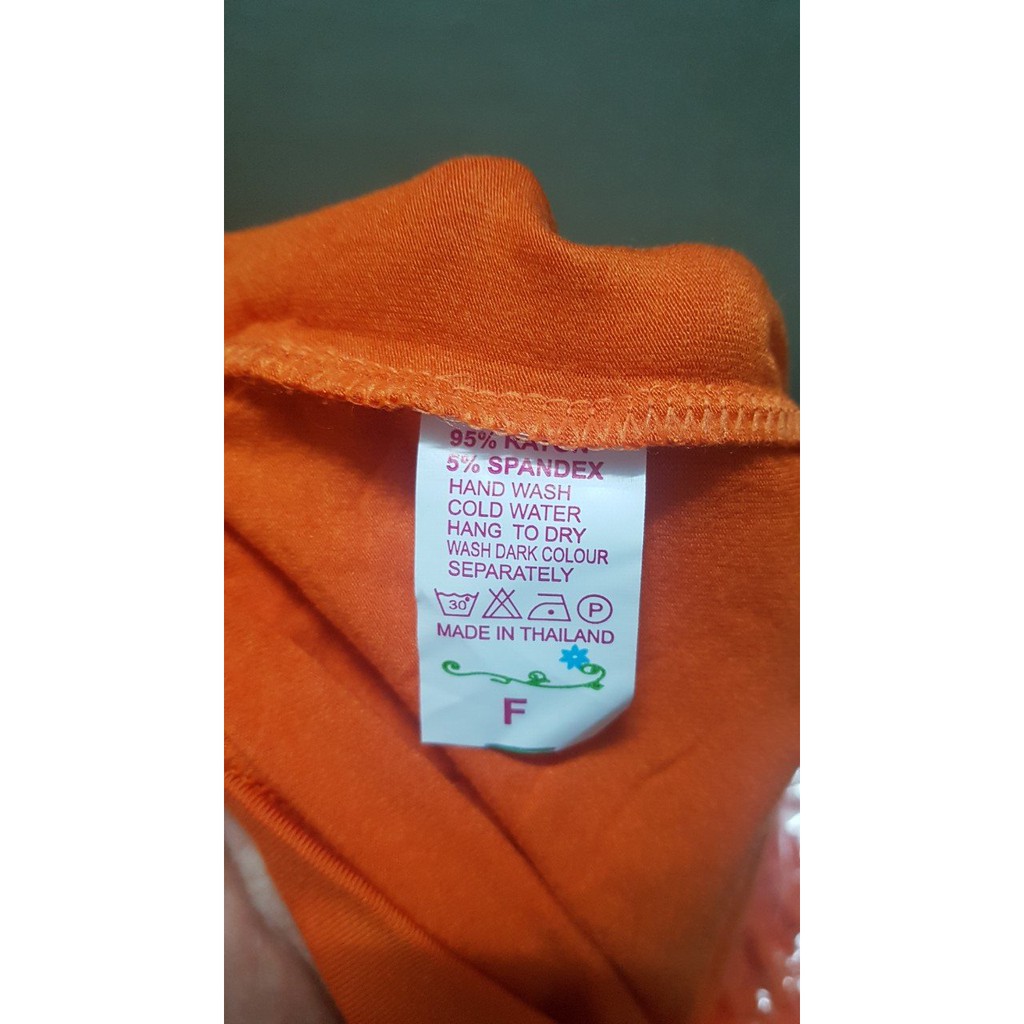 95% RAYON
5% SPANDEX
HAND WASH
COLD WATER
HANG TO DRY
WASH DARK COLOUR
SEPARATELY
30°
P
MADE IN THAILAND
F